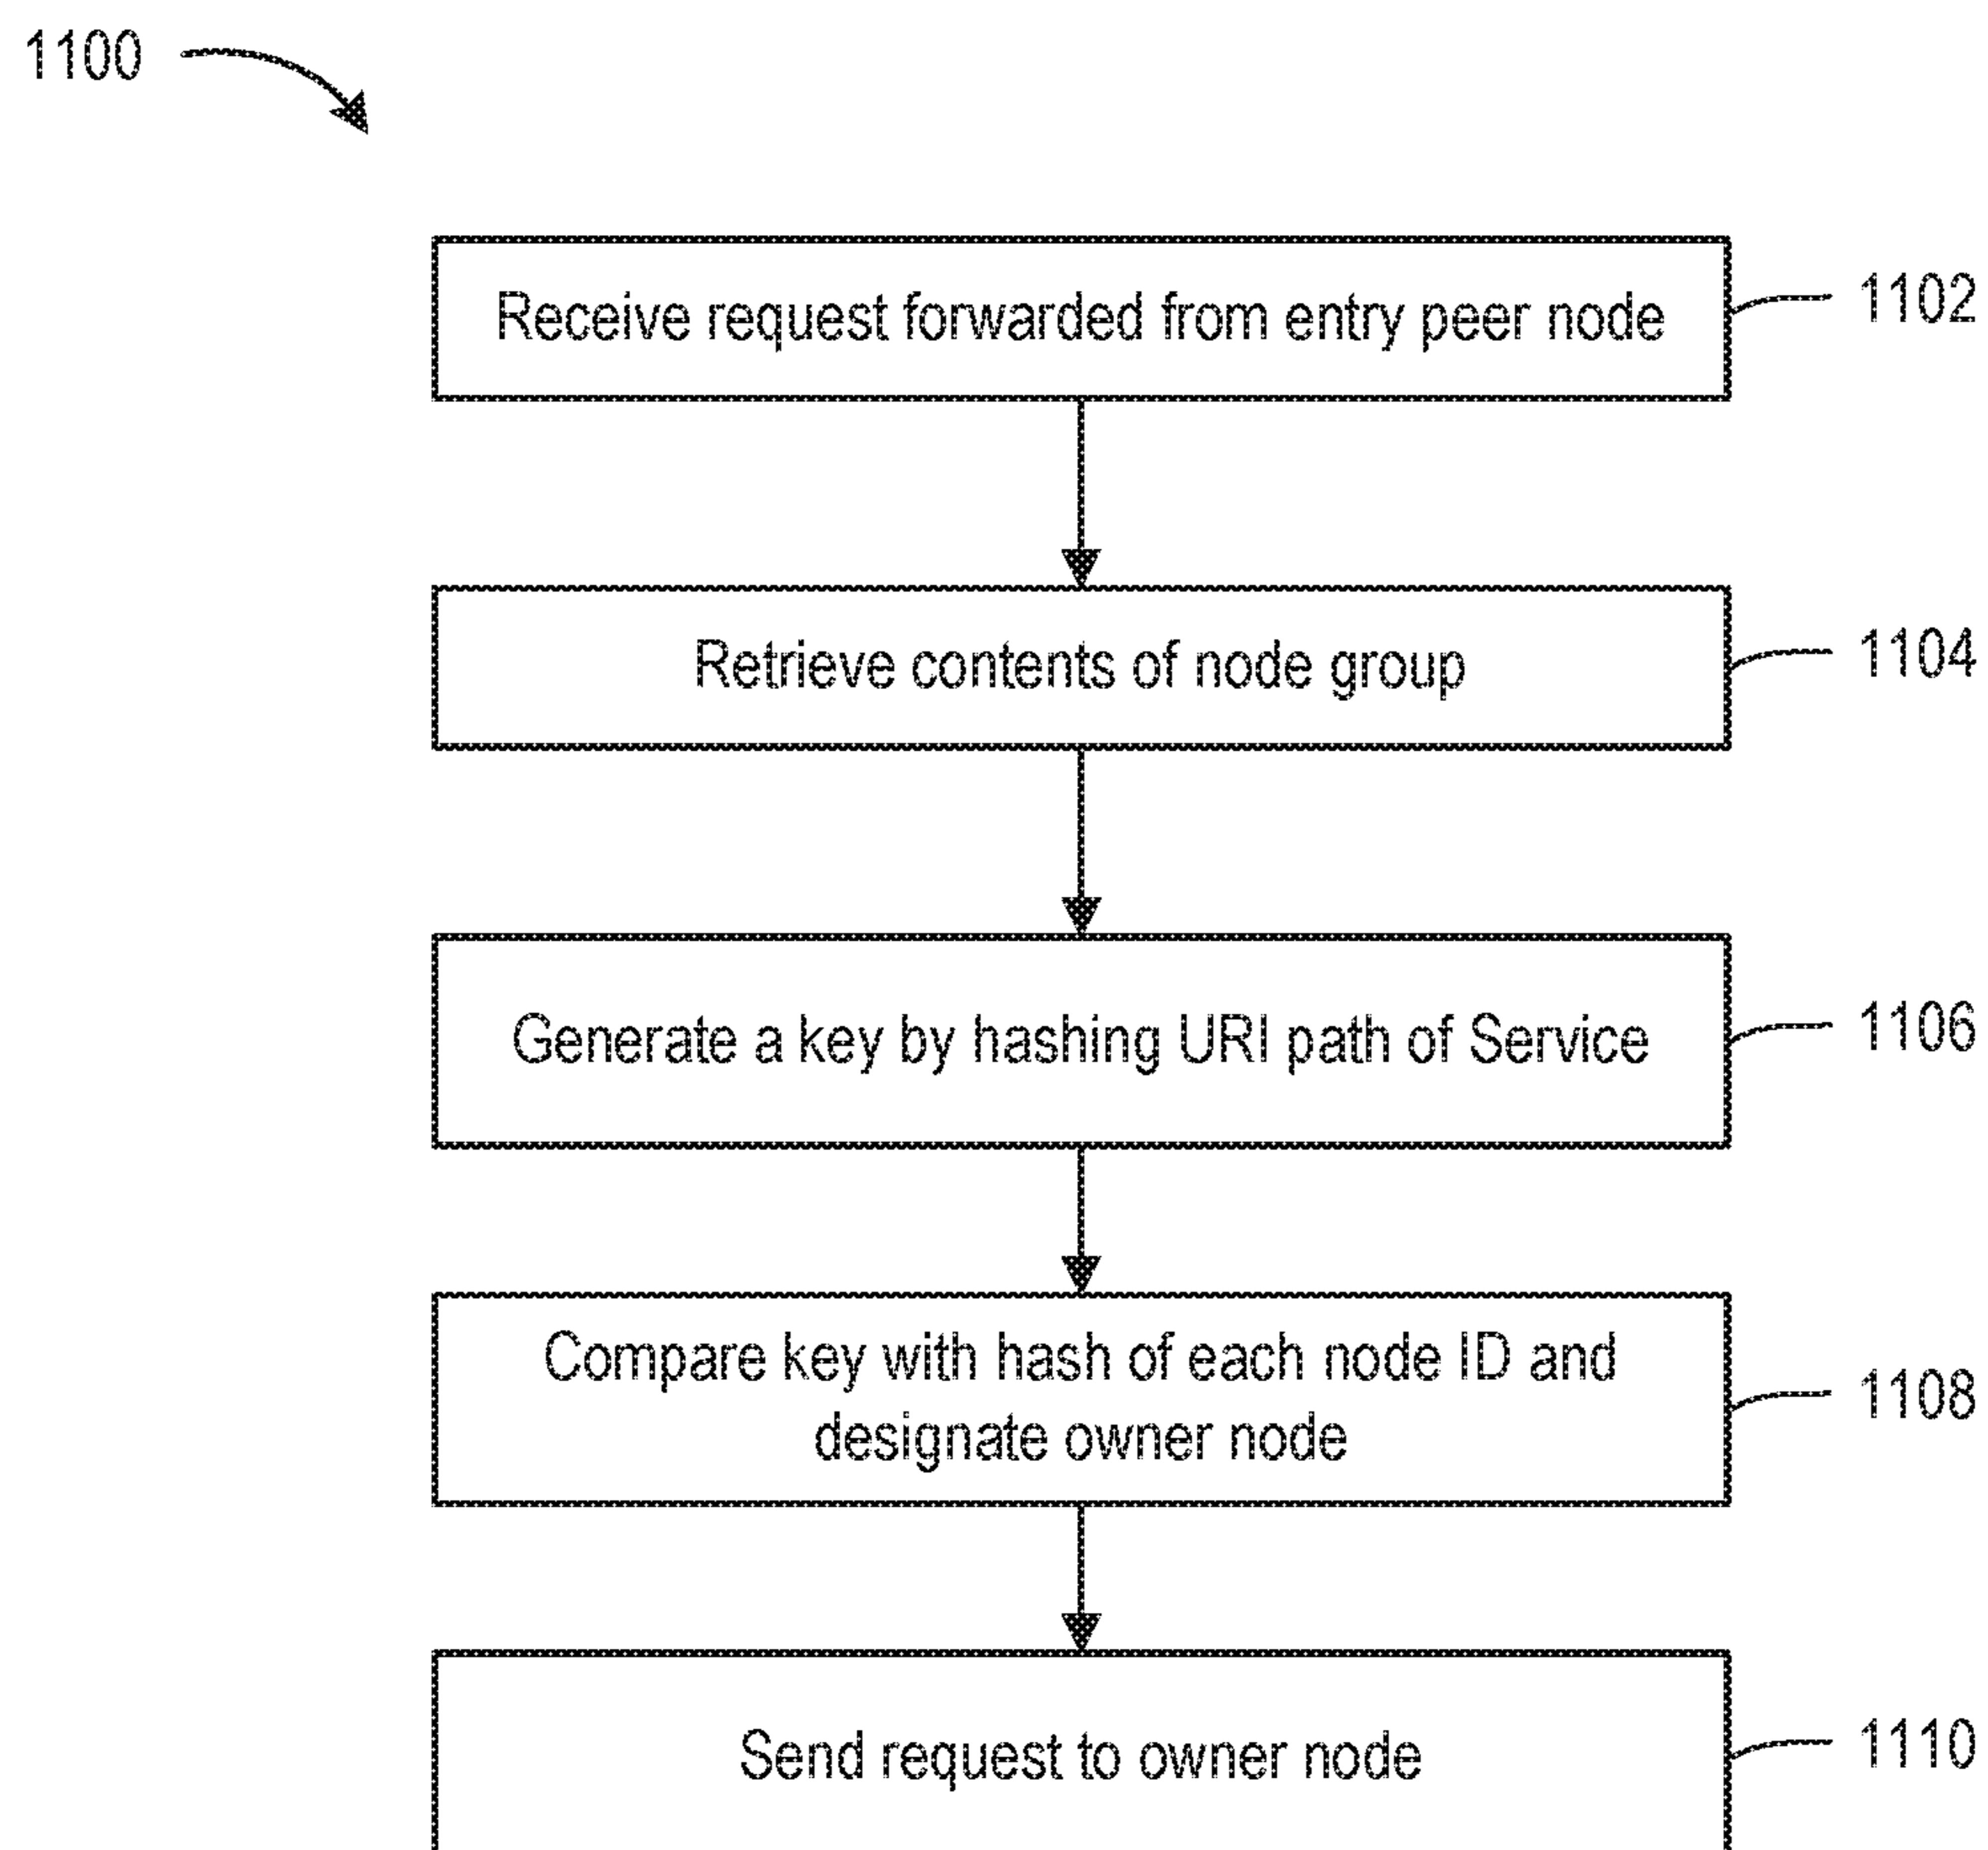 1100
Receive request forwarded from entry peer node
1102
Retrieve contents of node group
1104
Generate a key by hashing URI path of Service
1106
Compare key with hash of each node ID and
designate owner node
1108
Send request to owner node
1110